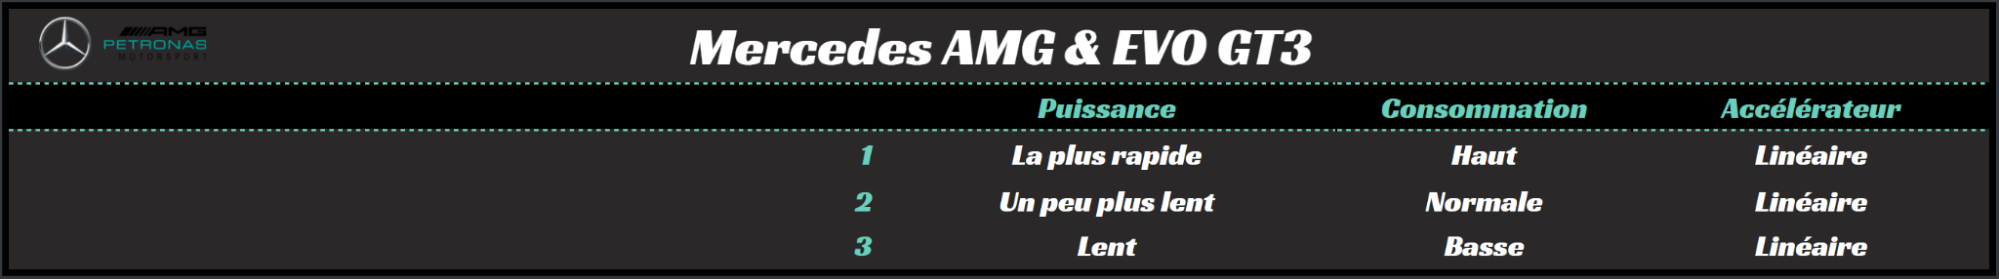 AMG
PETRONAS
MOTORSPORT
Mercedes AMG & EVO GT3
Puissance Consommation Accélérateur
1 La plus rapide Haut Linéaire
2 Un peu plus lent Normale Linéaire
3 Lent Basse Linéaire